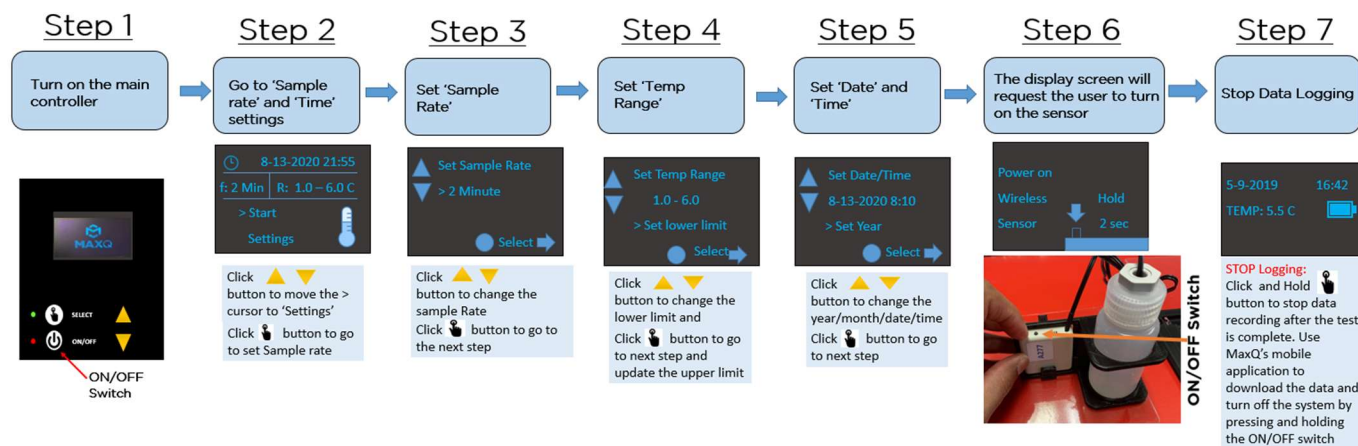 Step 1
Turn on the main
controller
MAXQ
SELECT
ON/OFF
ON/OFF
Switch
Step 2
Go to ‘Sample
rate’ and ‘Time’
settings
8-13-2020 21:55
f: 2 Min R: 1.0 – 6.0 C
> Start
Settings
Click
button to move the >
cursor to ‘Settings’
Click button to go
to set Sample rate
Step 3
Set ‘Sample
Rate’
Set Sample Rate
> 2 Minute
Select
Click
button to change the
sample Rate
Click button to go to
the next step
Step 4
Set ‘Temp
Range’
Set Temp Range
1.0 - 6.0
> Set lower limit
Select
Click
button to change the
lower limit and
Click button to go
to next step and
update the upper limit
Step 5
Set ‘Date’ and
‘Time’
Set Date/Time
8-13-2020 8:10
> Set Year
Select
Click
button to change the
year/month/date/time
Click button to go
to next step
Step 6
The display screen will
request the user to turn
on the sensor
Power on
Wireless Hold
Sensor 2 sec
A277
ON/OFF Switch
Step 7
Stop Data Logging
5-9-2019 16:42
TEMP: 5.5 C
STOP Logging:
Click and Hold
button to stop data
recording after the test
is complete. Use
MaxQ’s mobile
application to
download the data and
turn off the system by
pressing and holding
the ON/OFF switch